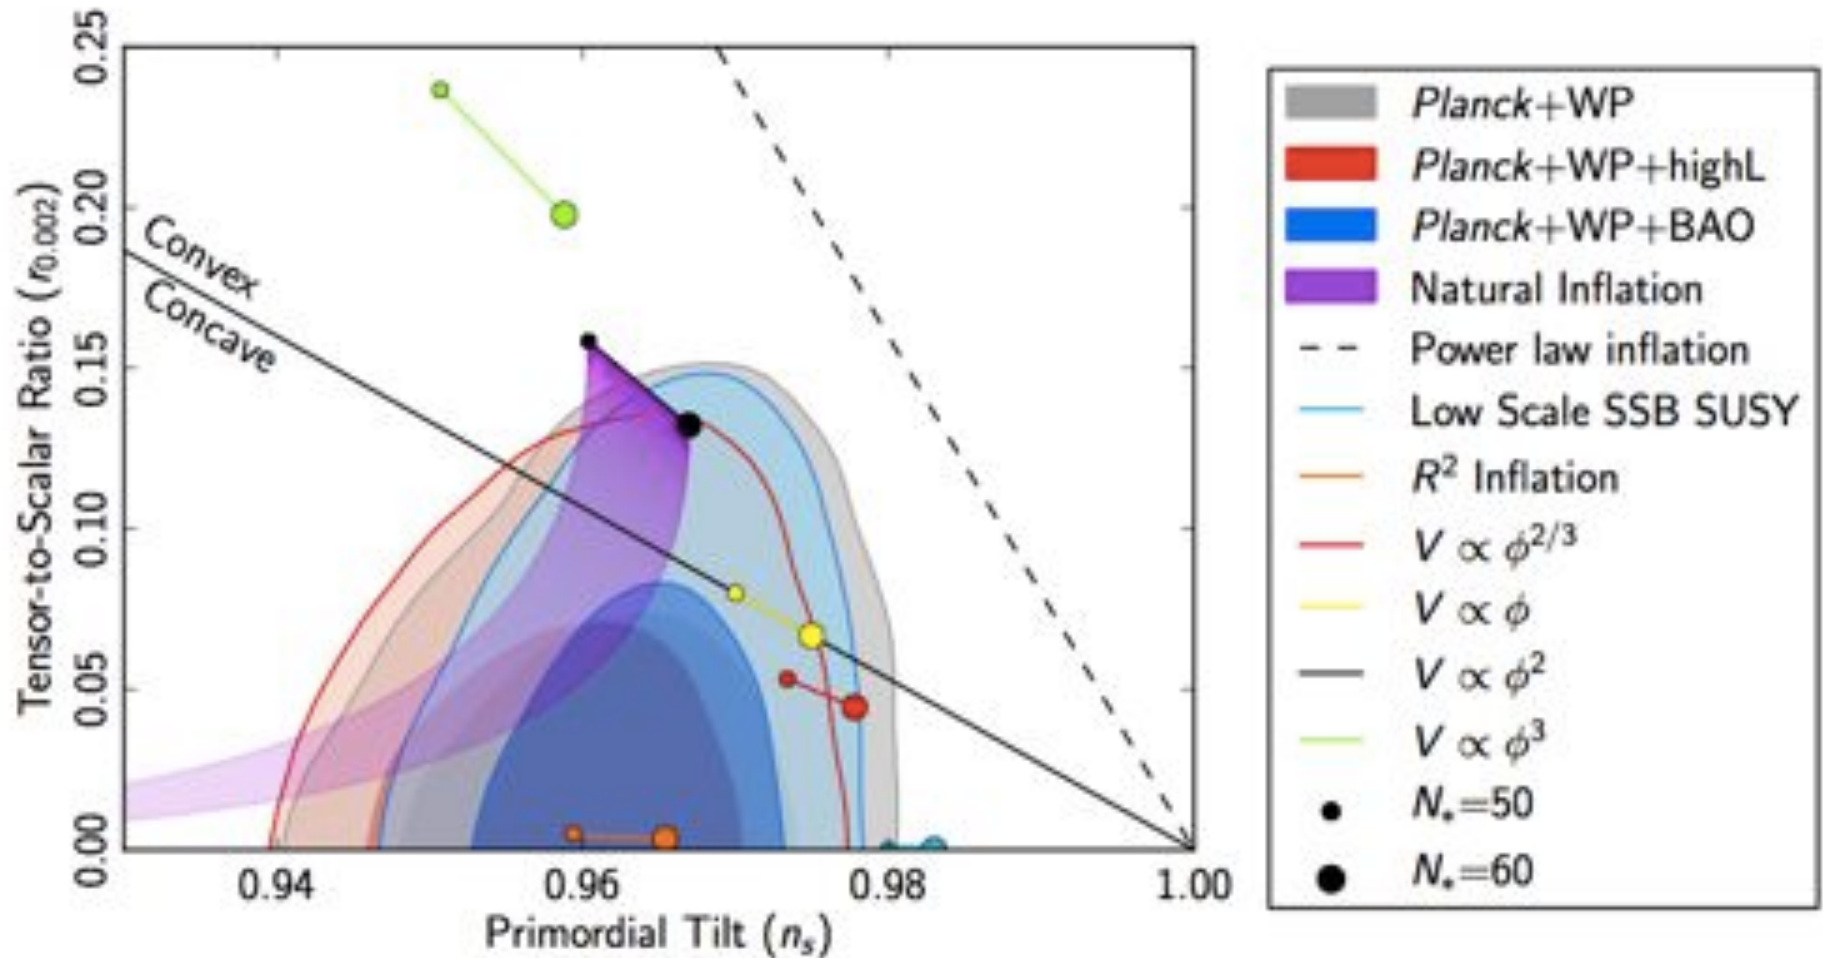 Tensor-to-Scalar Ratio (r0.002)
0.25
0.20
0.15
0.10
0.05
0.00
Convex
Concave
0.94
0.96
0.98
1.00
Primordial Tilt (ns)
Planck+WP
Planck+WP+highL
Planck+WP+BAO
Natural Inflation
Power law inflation
Low Scale SSB SUSY
R² Inflation
V ∝ φ^{2/3}
V ∝ φ
V ∝ φ²
V ∝ φ³
N*=50
N*=60